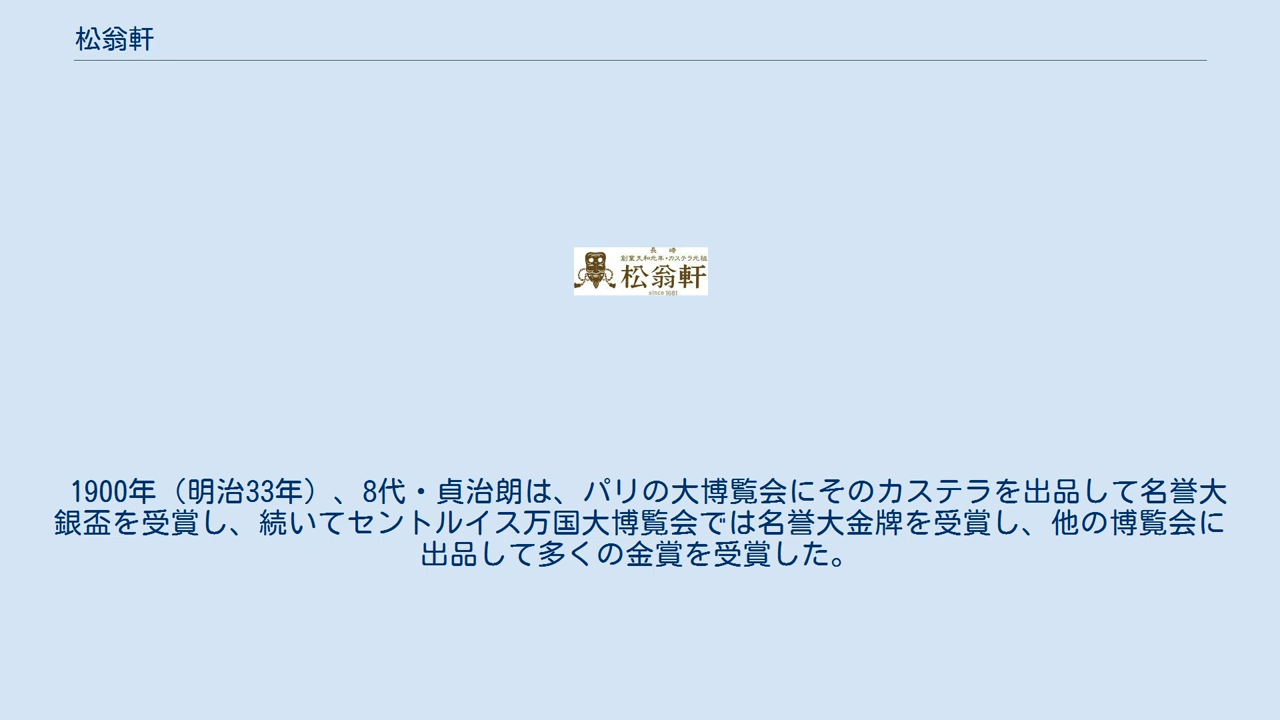 松翁軒
長崎
創業天和元年・カステラ元祖
松翁軒
since 1681
1900年（明治33年）、8代・貞治朗は、パリの大博覧会にそのカステラを出品して名誉大
銀盃を受賞し、続いてセントルイス万国大博覧会では名誉大金牌を受賞し、他の博覧会に
出品して多くの金賞を受賞した。